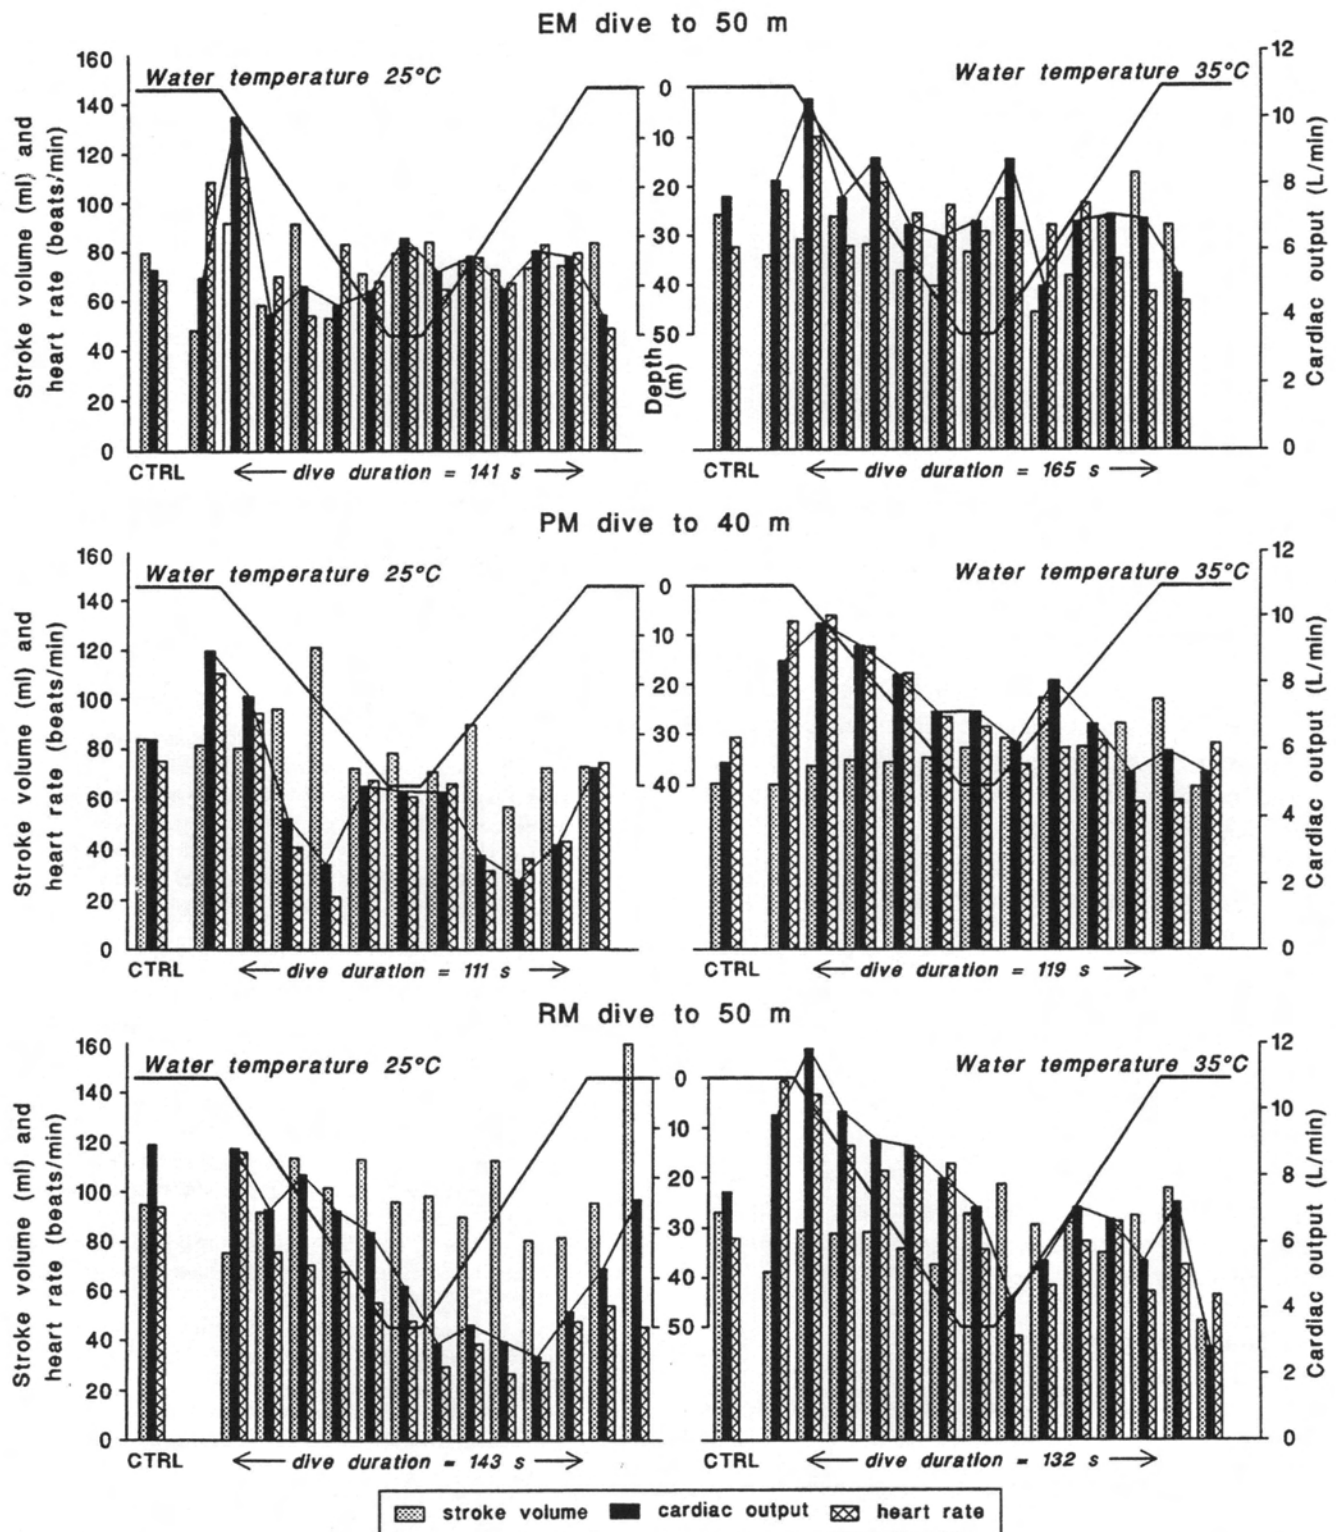 EM dive to 50 m
Water temperature 25°C
Water temperature 35°C
Stroke volume (ml) and
heart rate (beats/min)
160
140
120
100
80
60
40
20
0
0
10
20
30
40
50
Depth
(m)
12
10
8
6
4
2
0
Cardiac output (L/min)
CTRL
dive duration = 141 s
CTRL
dive duration = 165 s
PM dive to 40 m
Water temperature 25°C
Water temperature 35°C
Stroke volume (ml) and
heart rate (beats/min)
160
140
120
100
80
60
40
20
0
0
10
20
30
40
12
10
8
6
4
2
0
Cardiac output (L/min)
CTRL
dive duration = 111 s
CTRL
dive duration = 119 s
RM dive to 50 m
Water temperature 25°C
Water temperature 35°C
Stroke volume (ml) and
heart rate (beats/min)
160
140
120
100
80
60
40
20
0
0
10
20
30
40
50
12
10
8
6
4
2
0
Cardiac output (L/min)
CTRL
dive duration = 143 s
CTRL
dive duration = 132 s
stroke volume cardiac output heart rate